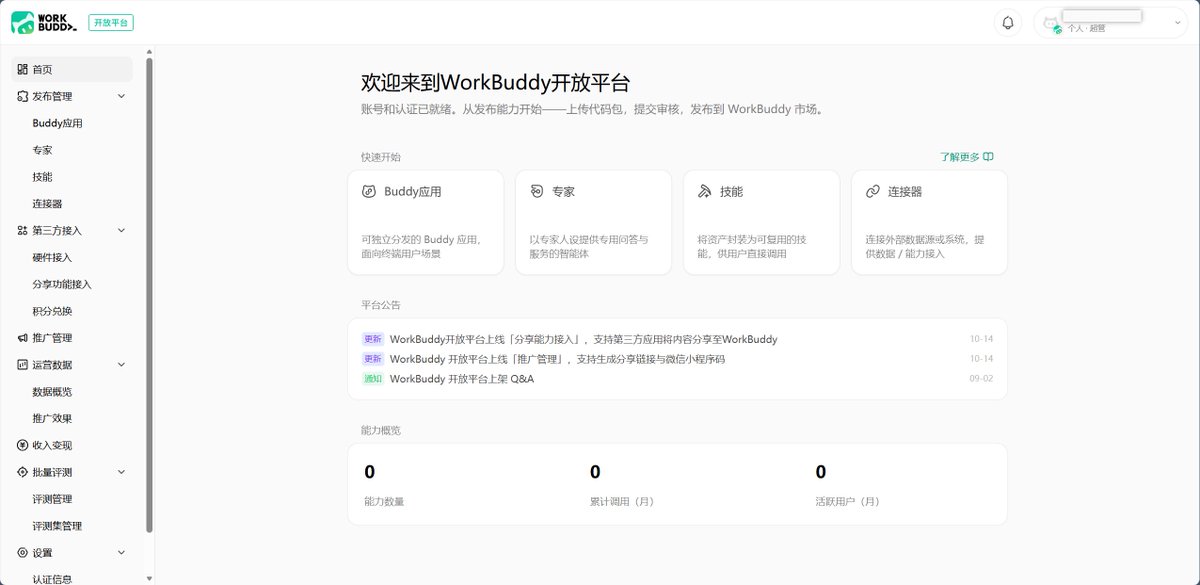 WORK
BUDD>_
开放平台
个人 · 超管
首页
发布管理
Buddy应用
专家
技能
连接器
第三方接入
硬件接入
分享功能接入
积分兑换
推广管理
运营数据
数据概览
推广效果
收入变现
批量评测
评测管理
评测集管理
设置
认证信息
欢迎来到WorkBuddy开放平台
账号和认证已就绪。从发布能力开始——上传代码包，提交审核，发布到 WorkBuddy 市场。
快速开始
了解更多
Buddy应用
可独立分发的 Buddy 应用，
面向终端用户场景
专家
以专家人设提供专用问答与
服务的智能体
技能
将资产封装为可复用的技
能，供用户直接调用
连接器
连接外部数据源或系统，提
供数据 / 能力接入
平台公告
更新 WorkBuddy开放平台上线「分享能力接入」，支持第三方应用将内容分享至WorkBuddy 10-14
更新 WorkBuddy 开放平台上线「推广管理」，支持生成分享链接与微信小程序码 10-14
通知 WorkBuddy 开放平台上架 Q&A 09-02
能力概览
0 0 0
能力数量 累计调用（月） 活跃用户（月）